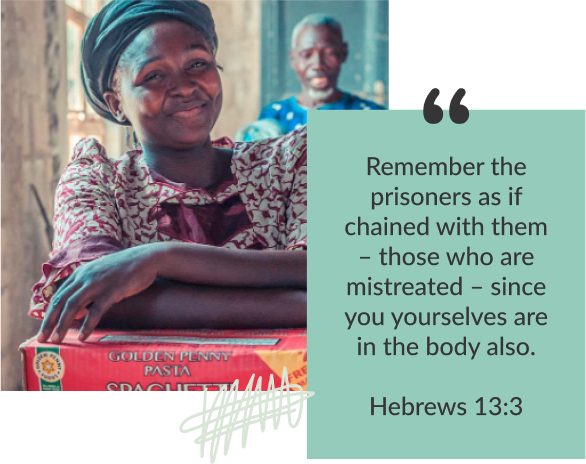 “
Remember the
prisoners as if
chained with them
– those who are
mistreated – since
you yourselves are
in the body also.
Hebrews 13:3
GOLDEN PENNY
PASTA
SPAGHETTI